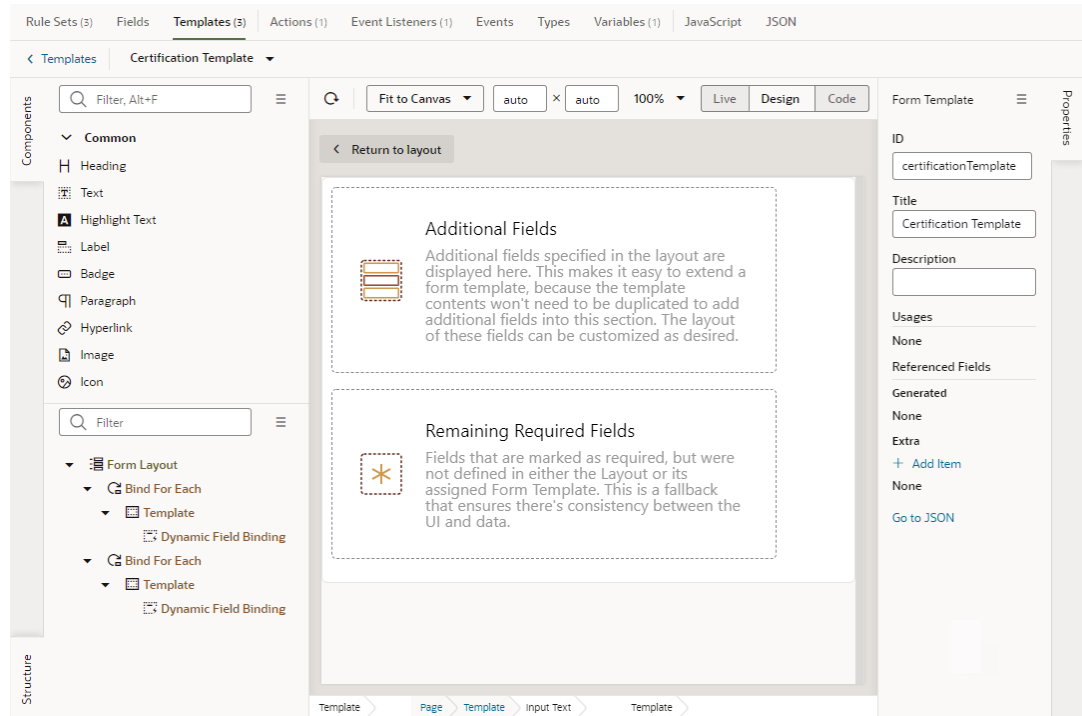 Rule Sets (3) Fields Templates (3) Actions (1) Event Listeners (1) Events Types Variables (1) JavaScript JSON
Templates Certification Template
Components
Filter, Alt+F
Common
Heading
Text
Highlight Text
Label
Badge
Paragraph
Hyperlink
Image
Icon
Filter
Form Layout
Bind For Each
Template
Dynamic Field Binding
Bind For Each
Template
Dynamic Field Binding
Structure
Fit to Canvas auto × auto 100% Live Design Code
Return to layout
Additional Fields
Additional fields specified in the layout are
displayed here. This makes it easy to extend a
form template, because the template
contents won't need to be duplicated to add
additional fields into this section. The layout
of these fields can be customized as desired.
Remaining Required Fields
Fields that are marked as required, but were
not defined in either the Layout or its
assigned Form Template. This is a fallback
that ensures there's consistency between the
UI and data.
Template Page Template Input Text Template
Form Template
Properties
ID
certificationTemplate
Title
Certification Template
Description
Usages
None
Referenced Fields
Generated
None
Extra
+ Add Item
None
Go to JSON